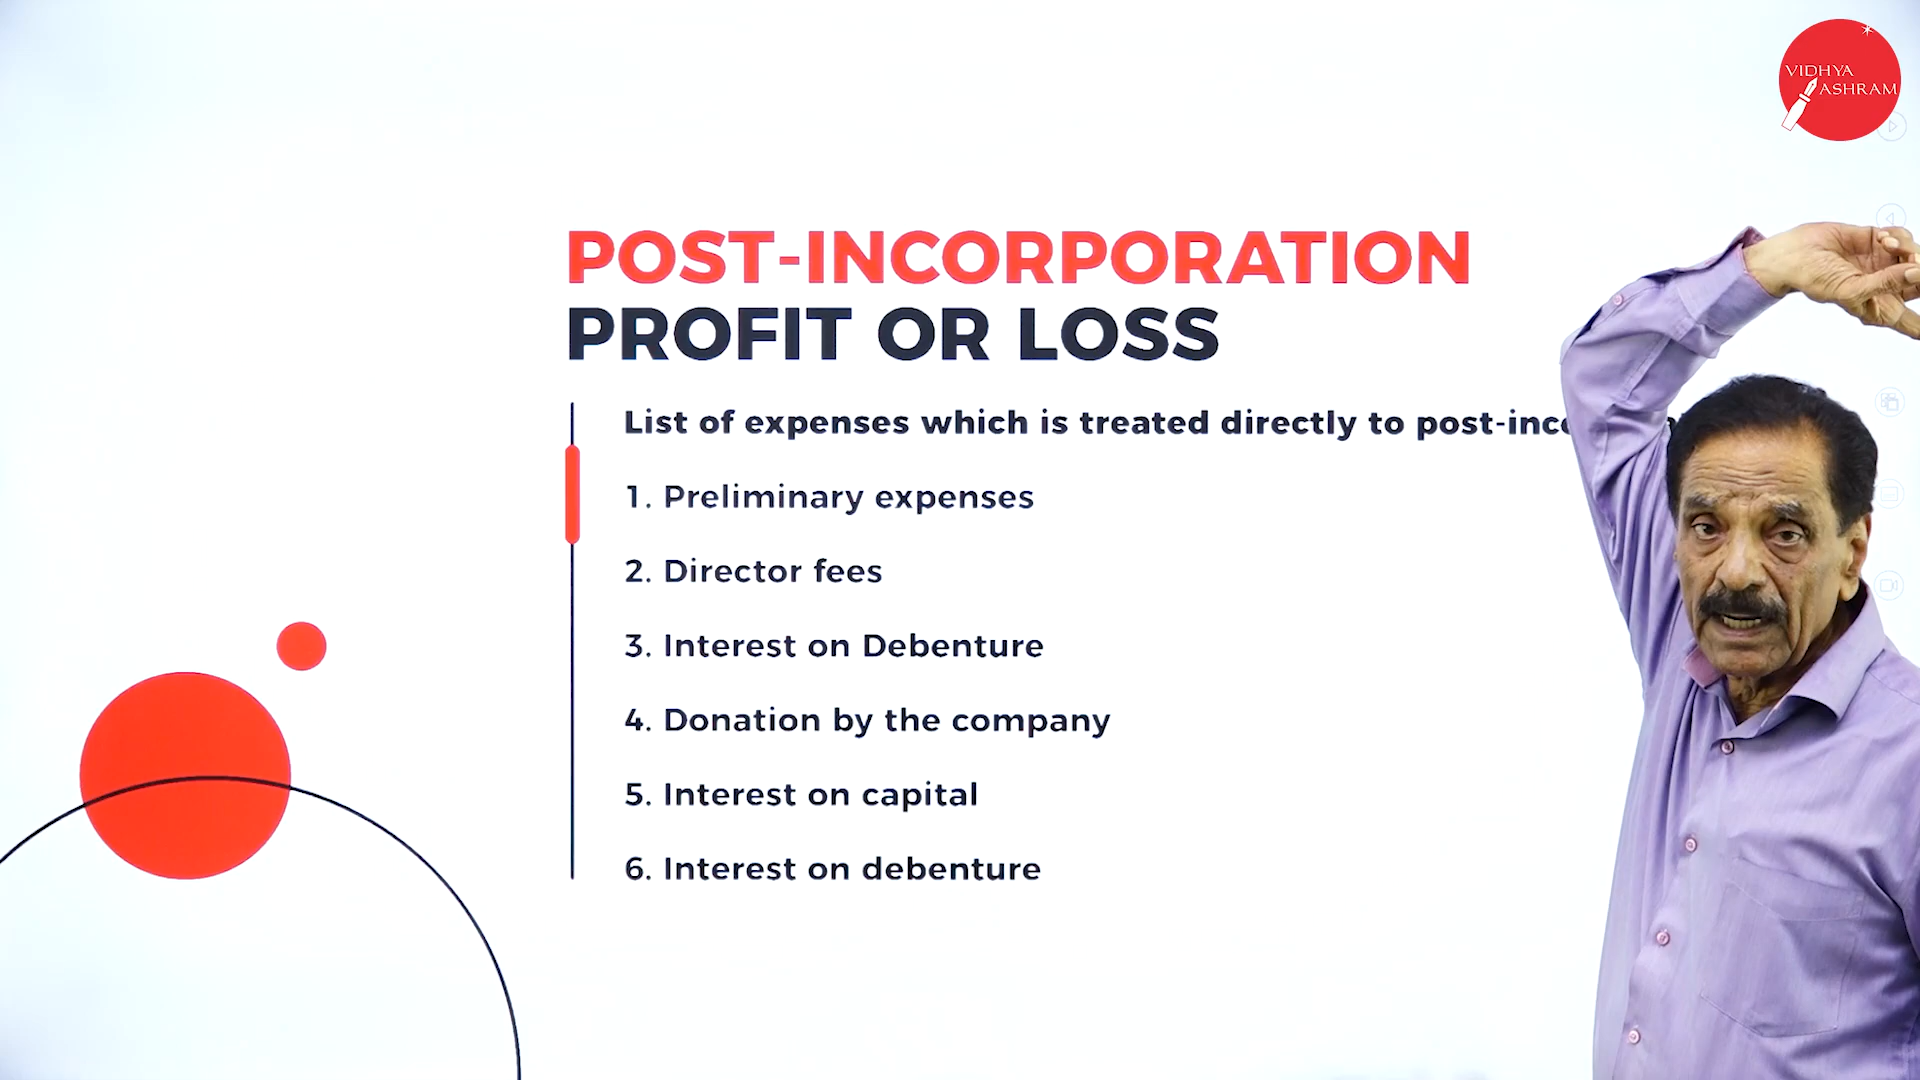 VIDHYA
ASHRAM
POST-INCORPORATION
PROFIT OR LOSS
List of expenses which is treated directly to
1. Preliminary expenses
2. Director fees
3. Interest on Debenture
4. Donation by the company
5. Interest on capital
6. Interest on debenture